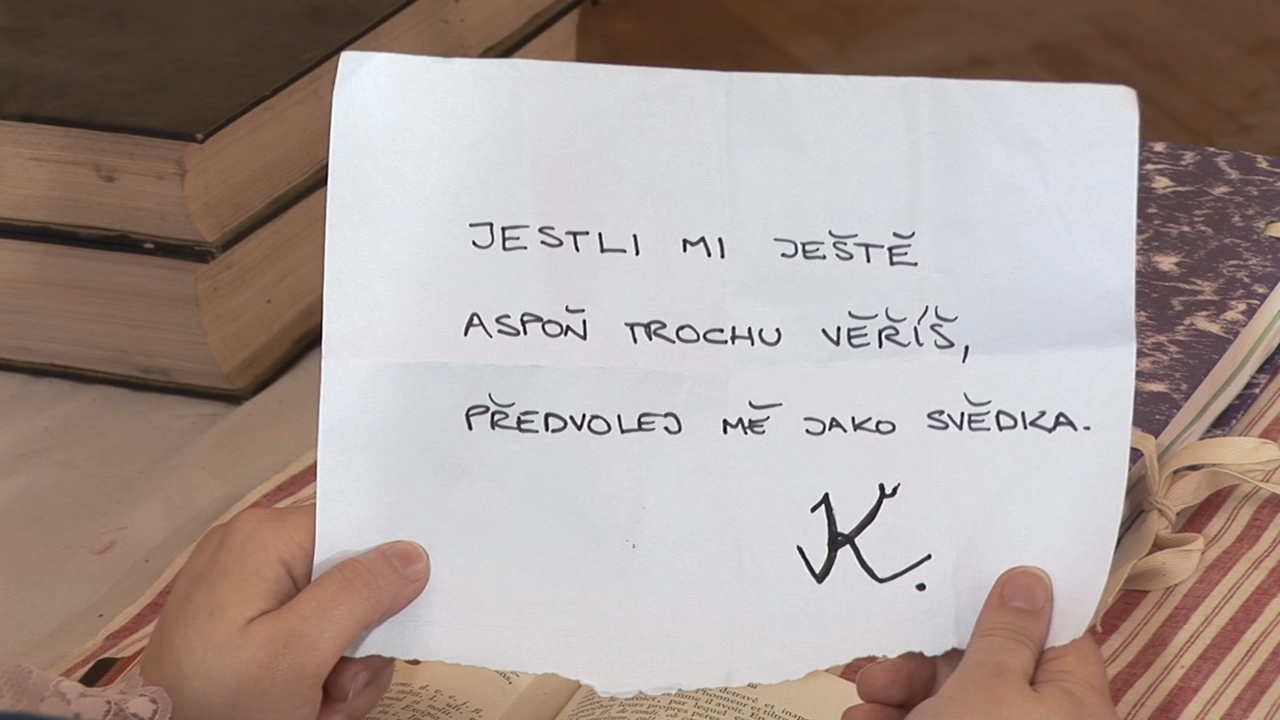 JESTLI MI JEŠTĚ
ASPOŇ TROCHU VĚŘÍŠ,
PŘEDVOLEJ MĚ JAKO SVĚDKA.
K.